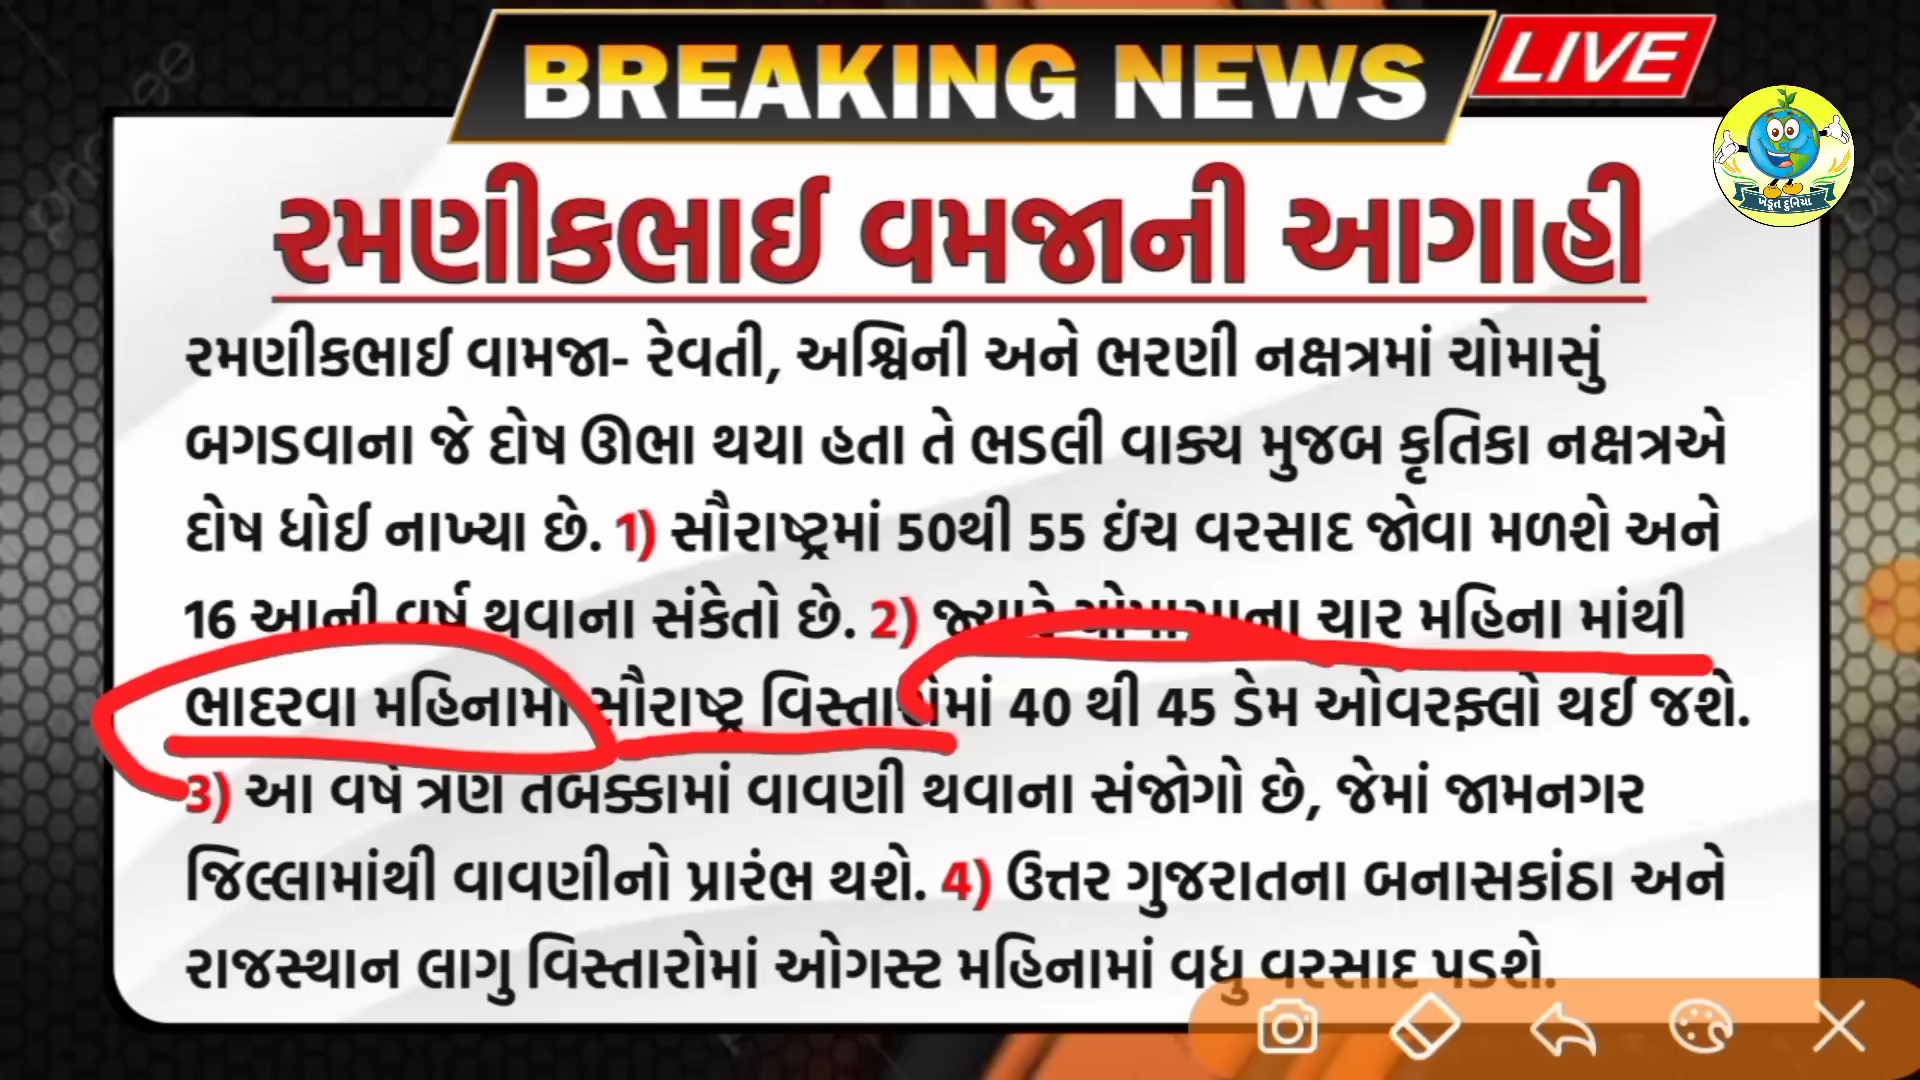 BREAKING NEWS
LIVE
ખેડૂત દુનિયા
રમણીકભાઈ વમજાની આગાહી
રમણીકભાઈ વામજા- રેવતી, અશ્વિની અને ભરણી નક્ષત્રમાં ચોમાસું
બગડવાના જે દોષ ઊભા થયા હતા તે ભડલી વાક્ય મુજબ કૃતિકા નક્ષત્રએ
દોષ ધોઈ નાખ્યા છે. 1) સૌરાષ્ટ્રમાં 50થી 55 ઇંચ વરસાદ જોવા મળશે અને
16 આની વર્ષ થવાના સંકેતો છે. 2) જ્યારે ચોમાસાના ચાર મહિના માંથી
ભાદરવા મહિનામાં સૌરાષ્ટ્ર વિસ્તારોમાં 40 થી 45 ડેમ ઓવરફ્લો થઈ જશે.
3) આ વર્ષે ત્રણ તબક્કામાં વાવણી થવાના સંજોગો છે, જેમાં જામનગર
જિલ્લામાંથી વાવણીનો પ્રારંભ થશે. 4) ઉત્તર ગુજરાતના બનાસકાંઠા અને
રાજસ્થાન લાગુ વિસ્તારોમાં ઓગસ્ટ મહિનામાં વધુ વરસાદ પડશે.